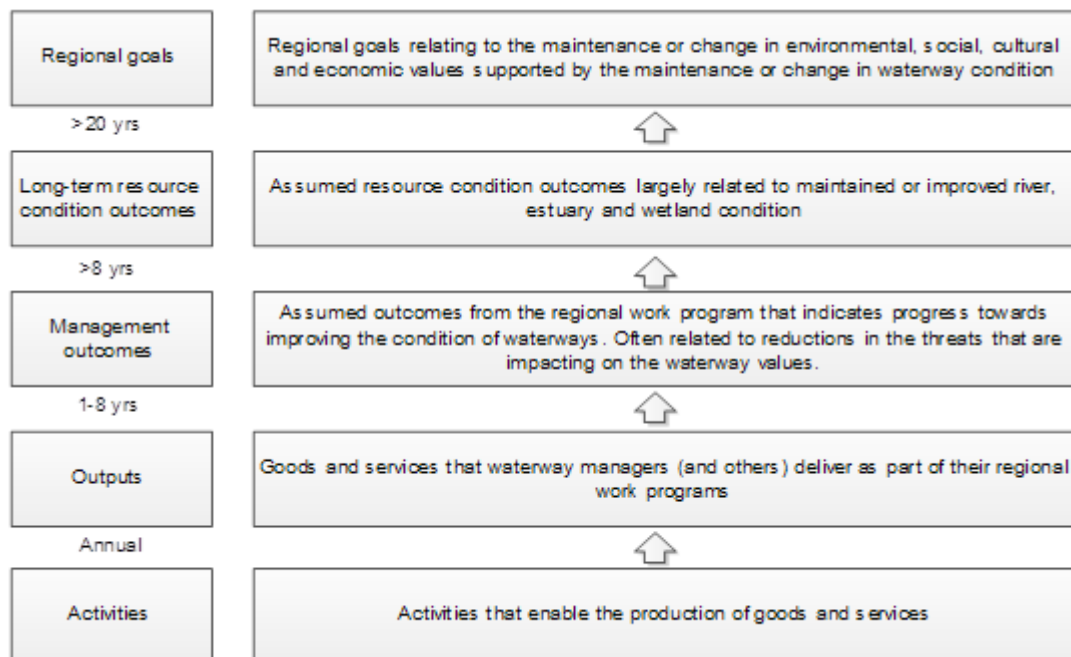 Regional goals
Regional goals relating to the maintenance or change in environmental, social, cultural
and economic values supported by the maintenance or change in waterway condition
>20 yrs
Long-term resource
condition outcomes
Assumed resource condition outcomes largely related to maintained or improved river,
estuary and wetland condition
>8 yrs
Management
outcomes
Assumed outcomes from the regional work program that indicates progress towards
improving the condition of waterways. Often related to reductions in the threats that are
impacting on the waterway values.
1-8 yrs
Outputs
Goods and services that waterway managers (and others) deliver as part of their regional
work programs
Annual
Activities
Activities that enable the production of goods and services